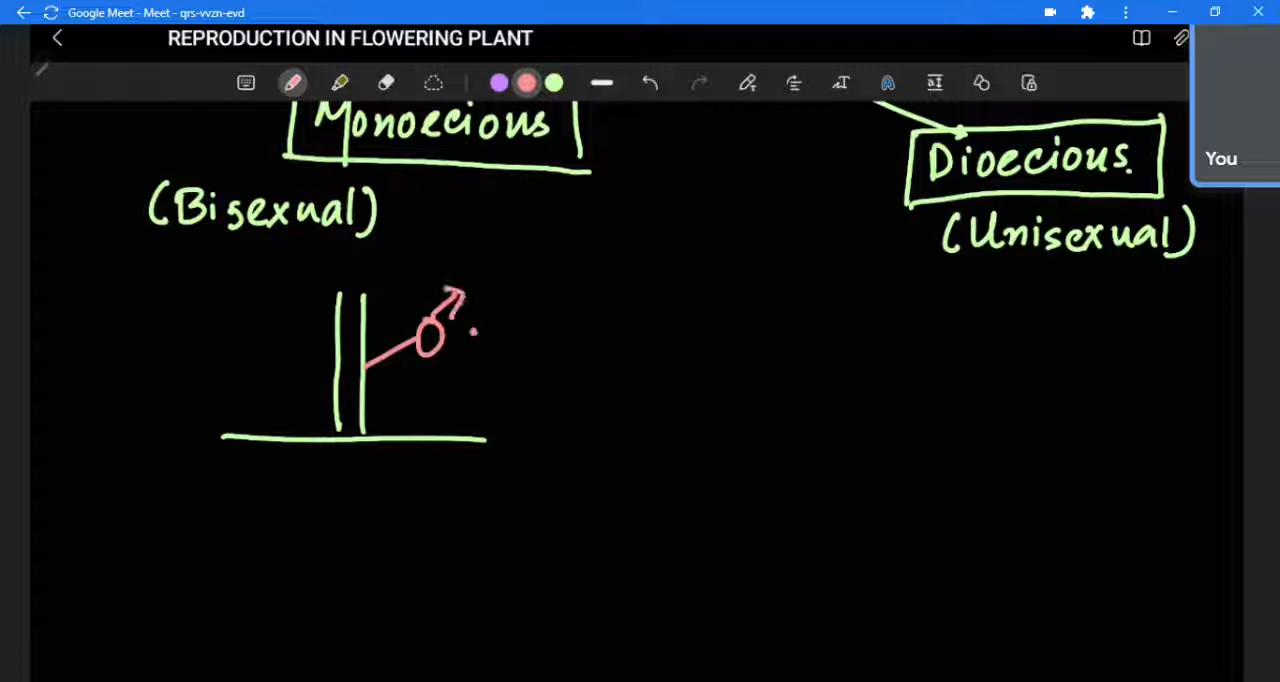 Google Meet - Meet - qrs-vvzn-evd
REPRODUCTION IN FLOWERING PLANT
Monoecious
Dioecious.
You
(Bisexual)
(Unisexual)